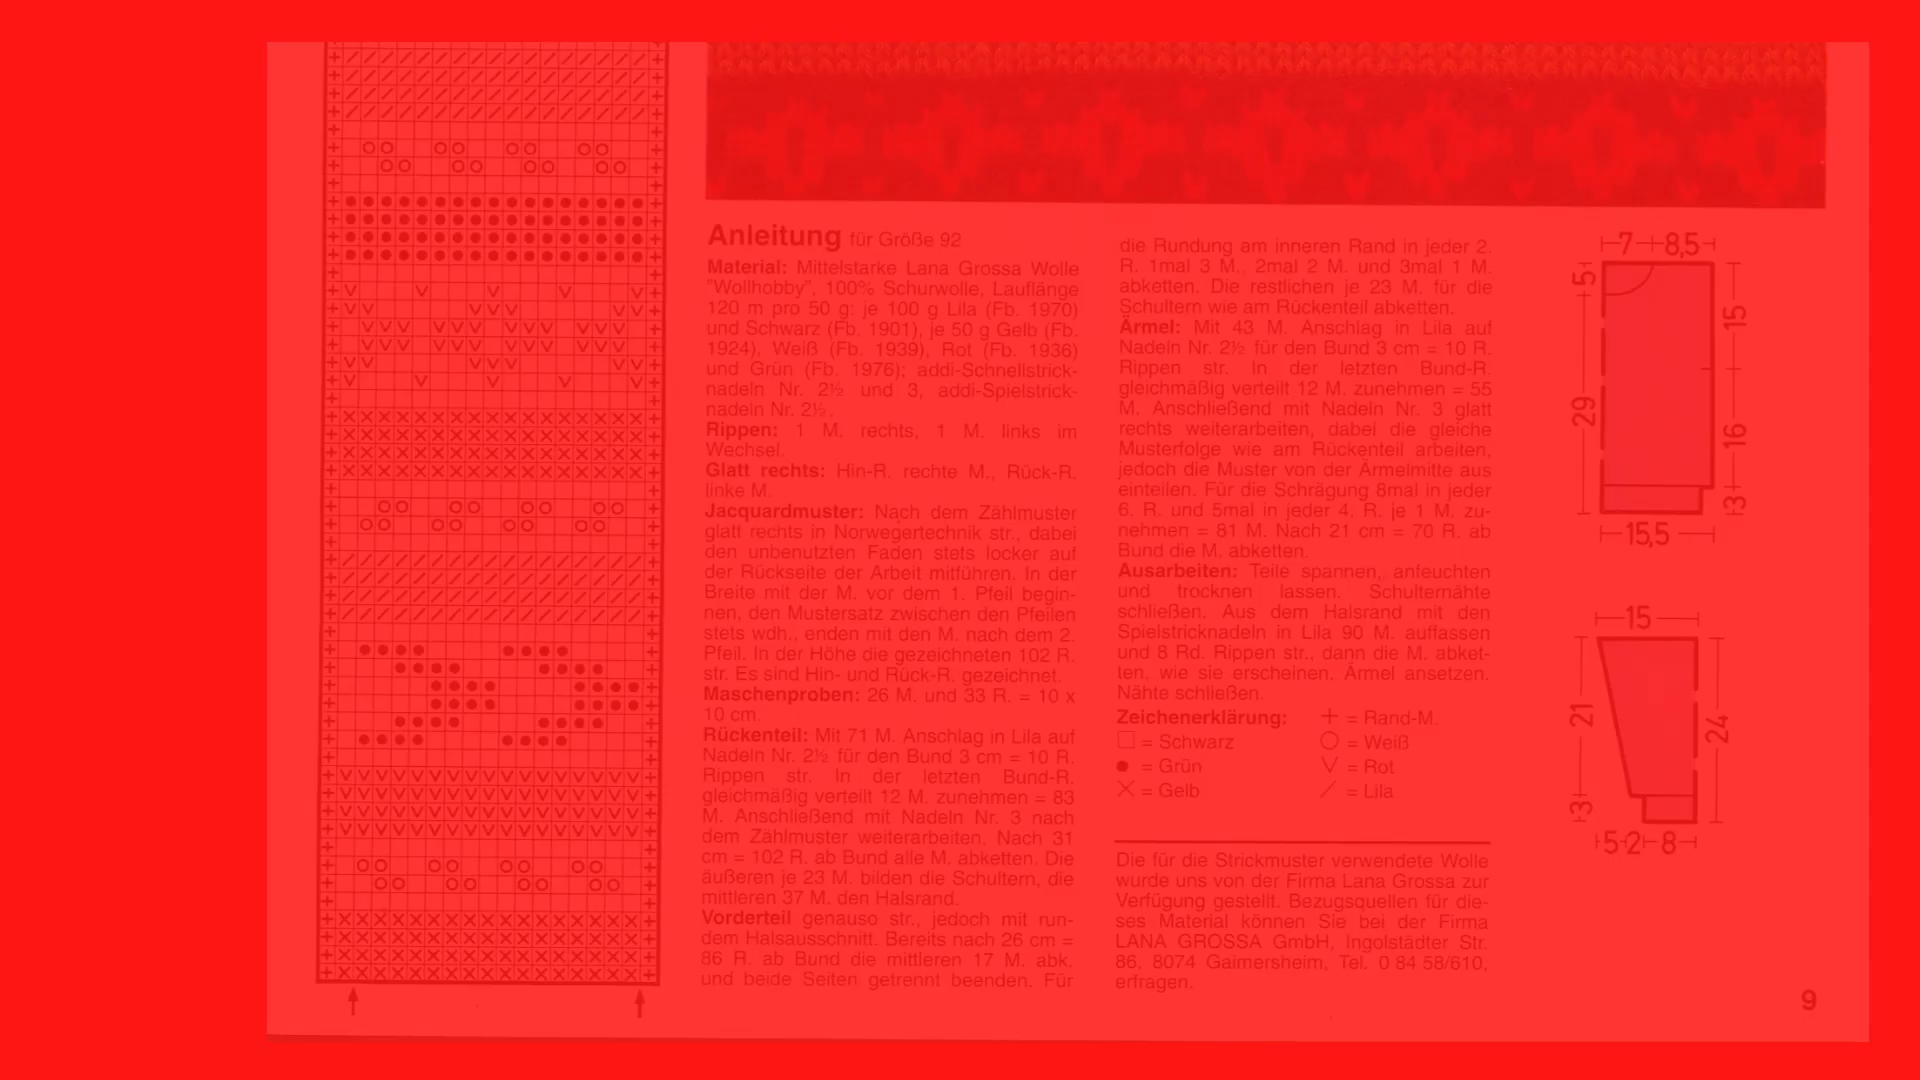 Anleitung für Größe 92
Material: Mittelstarke Lana Grossa Wolle
"Wollhobby", 100% Schurwolle, Lauflänge
120 m pro 50 g: je 100 g Lila (Fb. 1970)
und Schwarz (Fb. 1901), je 50 g Gelb (Fb.
1924), Weiß (Fb. 1939), Rot (Fb. 1936)
und Grün (Fb. 1976); addi-Schnellstrick-
nadeln Nr. 2½ und 3, addi-Spielstrick-
nadeln Nr. 2½.
Rippen: 1 M. rechts, 1 M. links im
Wechsel.
Glatt rechts: Hin-R. rechte M., Rück-R.
linke M.
Jacquardmuster: Nach dem Zählmuster
glatt rechts in Norwegertechnik str., dabei
den unbenutzten Faden stets locker auf
der Rückseite der Arbeit mitführen. In der
Breite mit der M. vor dem 1. Pfeil begin-
nen, den Mustersatz zwischen den Pfeilen
stets wdh., enden mit den M. nach dem 2.
Pfeil. In der Höhe die gezeichneten 102 R.
str. Es sind Hin- und Rück-R. gezeichnet.
Maschenproben: 26 M. und 33 R. = 10 x
10 cm.
Rückenteil: Mit 71 M. Anschlag in Lila auf
Nadeln Nr. 2½ für den Bund 3 cm = 10 R.
Rippen str. In der letzten Bund-R.
gleichmäßig verteilt 12 M. zunehmen = 83
M. Anschließend mit Nadeln Nr. 3 nach
dem Zählmuster weiterarbeiten. Nach 31
cm = 102 R. ab Bund alle M. abketten. Die
äußeren je 23 M. bilden die Schultern, die
mittleren 37 M. den Halsrand.
Vorderteil genauso str., jedoch mit run-
dem Halsausschnitt. Bereits nach 26 cm =
86 R. ab Bund die mittleren 17 M. abk.
und beide Seiten getrennt beenden. Für
die Rundung am inneren Rand in jeder 2.
R. 1mal 3 M., 2mal 2 M. und 3mal 1 M.
abketten. Die restlichen je 23 M. für die
Schultern wie am Rückenteil abketten.
Ärmel: Mit 43 M. Anschlag in Lila auf
Nadeln Nr. 2½ für den Bund 3 cm = 10 R.
Rippen str. In der letzten Bund-R.
gleichmäßig verteilt 12 M. zunehmen = 55
M. Anschließend mit Nadeln Nr. 3 glatt
rechts weiterarbeiten, dabei die gleiche
Musterfolge wie am Rückenteil arbeiten,
jedoch die Muster von der Ärmelmitte aus
einteilen. Für die Schrägung 8mal in jeder
6. R. und 5mal in jeder 4. R. je 1 M. zu-
nehmen = 81 M. Nach 21 cm = 70 R. ab
Bund die M. abketten.
Ausarbeiten: Teile spannen, anfeuchten
und trocknen lassen. Schulternähte
schließen. Aus dem Halsrand mit den
Spielstricknadeln in Lila 90 M. auffassen
und 8 Rd. Rippen str., dann die M. abket-
ten, wie sie erscheinen. Ärmel ansetzen.
Nähte schließen.
Zeichenerklärung: + = Rand-M.
□ = Schwarz ○ = Weiß
● = Grün V = Rot
X = Gelb / = Lila
Die für die Strickmuster verwendete Wolle
wurde uns von der Firma Lana Grossa zur
Verfügung gestellt. Bezugsquellen für die-
ses Material können Sie bei der Firma
LANA GROSSA GmbH, Ingolstädter Str.
86, 8074 Gaimersheim, Tel. 0 84 58/610,
erfragen.
7 8,5
5
15
29
16
3
15,5
15
21
24
3
5 2 8
9